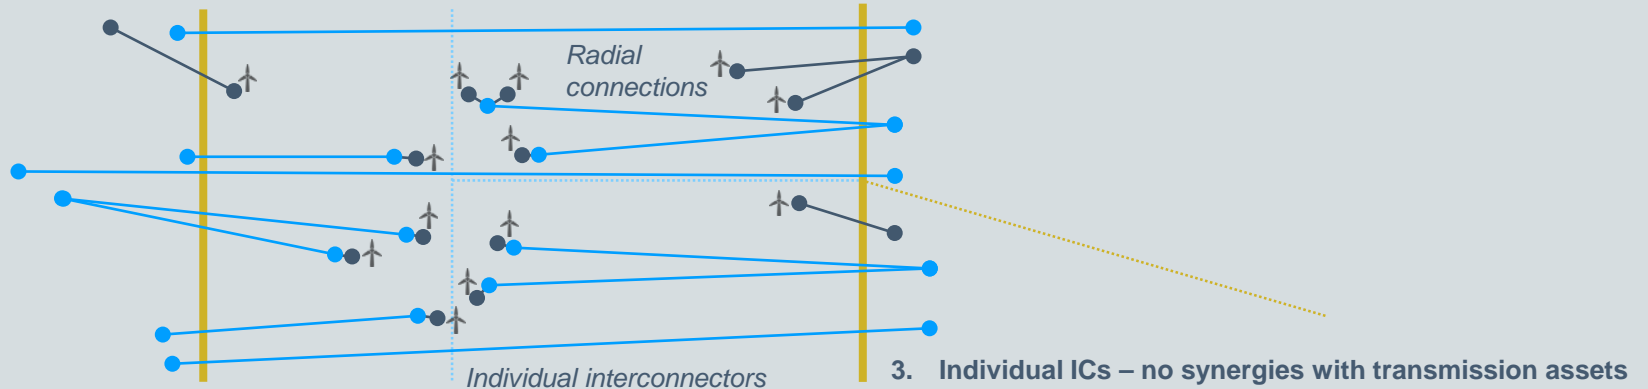 Radial
connections
Individual interconnectors
3. Individual ICs – no synergies with transmission assets